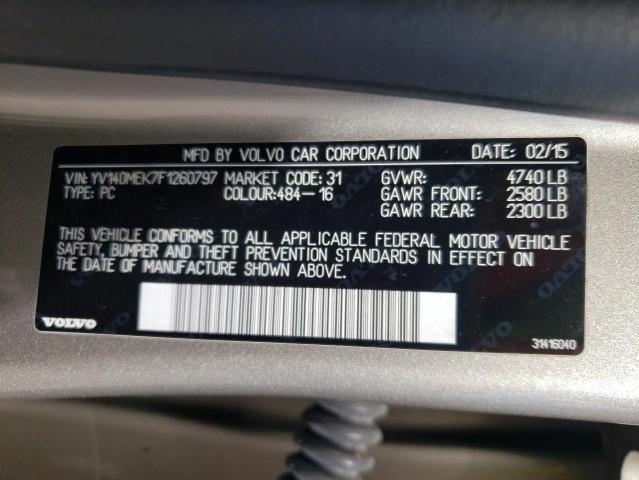 MFD BY VOLVO CAR CORPORATION DATE: 02/15
VIN: YV140MEK7F1260797 MARKET CODE: 31 GVWR: 4740 LB
TYPE: PC COLOUR:484-16 GAWR FRONT: 2580 LB
GAWR REAR: 2300 LB
THIS VEHICLE CONFORMS TO ALL APPLICABLE FEDERAL MOTOR VEHICLE
SAFETY, BUMPER AND THEFT PREVENTION STANDARDS IN EFFECT ON
THE DATE OF MANUFACTURE SHOWN ABOVE.
VOLVO
31416040